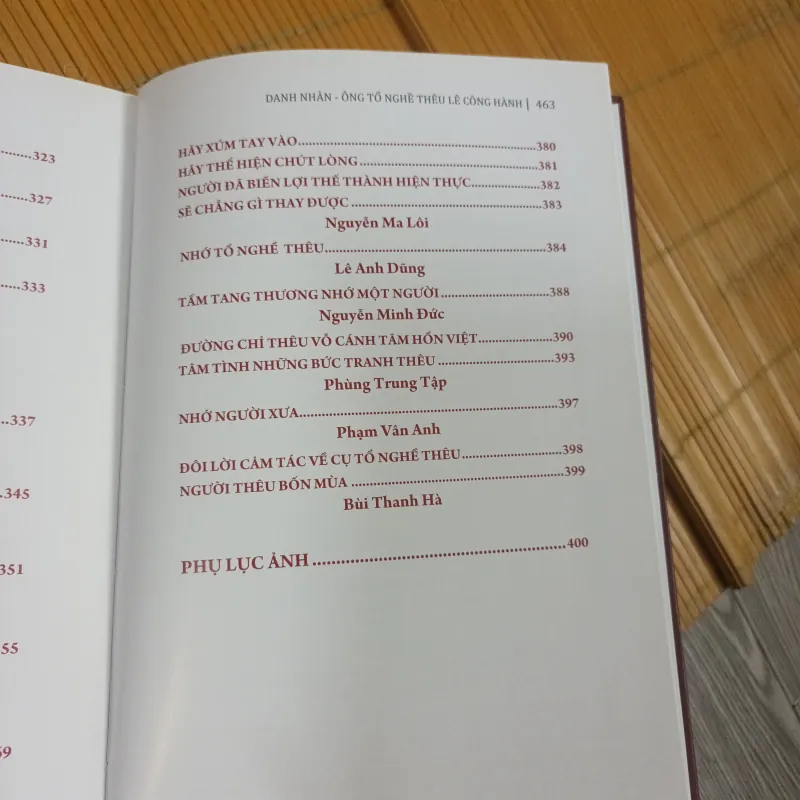 323
327
331
333
337
345
351
55
DANH NHÂN - ÔNG TỔ NGHỀ THÊU LÊ CÔNG HÀNH | 463
HÃY XÚM TAY VÀO........380
HÃY THỂ HIỆN CHÚT LÒNG........381
NGƯỜI ĐÃ BIẾN LỢI THẾ THÀNH HIỆN THỰC........382
SẼ CHẲNG GÌ THAY ĐƯỢC........383
Nguyễn Ma Lôi
NHỚ TỔ NGHỀ THÊU........384
Lê Anh Dũng
TẤM TANG THƯƠNG NHỚ MỘT NGƯỜI........388
Nguyễn Minh Đức
ĐƯỜNG CHỈ THÊU VỖ CÁNH TÂM HỒN VIỆT........390
TÂM TÌNH NHỮNG BỨC TRANH THÊU........393
Phùng Trung Tập
NHỚ NGƯỜI XƯA........397
Phạm Vân Anh
ĐÔI LỜI CẢM TÁC VỀ CỤ TỔ NGHỀ THÊU........398
NGƯỜI THÊU BỐN MÙA........399
Bùi Thanh Hà
PHỤ LỤC ẢNH........400